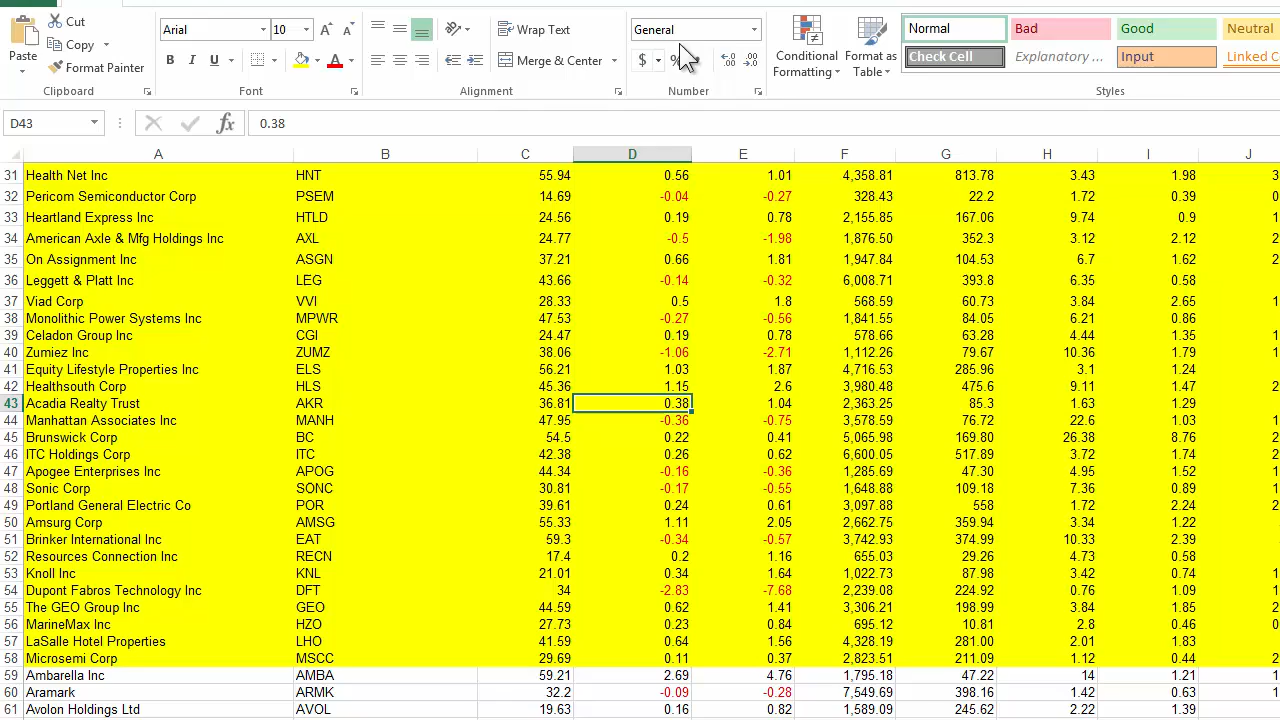 Cut
Copy
Format Painter
Paste
Clipboard
Arial 10 A A
B I U A
Font
Wrap Text
Merge & Center
Alignment
General
$ %
Number
Conditional Formatting
Format as Table
Normal Bad Good Neutral
Check Cell Explanatory ... Input Linked C
Styles
D43 fx 0.38
A B C D E F G H I J
31 Health Net Inc HNT 55.94 0.56 1.01 4,358.81 813.78 3.43 1.98 3
32 Pericom Semiconductor Corp PSEM 14.69 -0.04 -0.27 328.43 22.2 1.72 0.39 0
33 Heartland Express Inc HTLD 24.56 0.19 0.78 2,155.85 167.06 9.74 0.9 1
34 American Axle & Mfg Holdings Inc AXL 24.77 -0.5 -1.98 1,876.50 352.3 3.12 2.12 2
35 On Assignment Inc ASGN 37.21 0.66 1.81 1,947.84 104.53 6.7 1.62 2
36 Leggett & Platt Inc LEG 43.66 -0.14 -0.32 6,008.71 393.8 6.35 0.58
37 Viad Corp VVI 28.33 0.5 1.8 568.59 60.73 3.84 2.65 1
38 Monolithic Power Systems Inc MPWR 47.53 -0.27 -0.56 1,841.55 84.05 6.21 0.86
39 Celadon Group Inc CGI 24.47 0.19 0.78 578.66 63.28 4.44 1.35 1
40 Zumiez Inc ZUMZ 38.06 -1.06 -2.71 1,112.26 79.67 10.36 1.79 1
41 Equity Lifestyle Properties Inc ELS 56.21 1.03 1.87 4,716.53 285.96 3.1 1.24
42 Healthsouth Corp HLS 45.36 1.15 2.6 3,980.48 475.6 9.11 1.47 2
43 Acadia Realty Trust AKR 36.81 0.38 1.04 2,363.25 85.3 1.63 1.29
44 Manhattan Associates Inc MANH 47.95 -0.36 -0.75 3,578.59 76.72 22.6 1.03 1
45 Brunswick Corp BC 54.5 0.22 0.41 5,065.98 169.80 26.38 8.76 2
46 ITC Holdings Corp ITC 42.38 0.26 0.62 6,600.05 517.89 3.72 1.74 2
47 Apogee Enterprises Inc APOG 44.34 -0.16 -0.36 1,285.69 47.30 4.95 1.52 1
48 Sonic Corp SONC 30.81 -0.17 -0.55 1,648.88 109.18 7.36 0.89 1
49 Portland General Electric Co POR 39.61 0.24 0.61 3,097.88 558 1.72 2.24 2
50 Amsurg Corp AMSG 55.33 1.11 2.05 2,662.75 359.94 3.34 1.22
51 Brinker International Inc EAT 59.3 -0.34 -0.57 3,742.93 374.99 10.33 2.39
52 Resources Connection Inc RECN 17.4 0.2 1.16 655.03 29.26 4.73 0.58
53 Knoll Inc KNL 21.01 0.34 1.64 1,022.73 87.98 3.42 0.74 1
54 Dupont Fabros Technology Inc DFT 34 -2.83 -7.68 2,239.08 224.92 0.76 1.09 1
55 The GEO Group Inc GEO 44.59 0.62 1.41 3,306.21 198.99 3.84 1.85 2
56 MarineMax Inc HZO 27.73 0.23 0.84 695.12 10.81 2.8 0.46 0
57 LaSalle Hotel Properties LHO 41.59 0.64 1.56 4,328.19 281.00 2.01 1.83
58 Microsemi Corp MSCC 29.69 0.11 0.37 2,823.51 211.09 1.12 0.44 2
59 Ambarella Inc AMBA 59.21 2.69 4.76 1,795.18 47.22 14 1.21
60 Aramark ARMK 32.2 -0.09 -0.28 7,549.69 398.16 1.42 0.63 1
61 Avolon Holdings Ltd AVOL 19.63 0.16 0.82 1,589.09 245.62 2.22 1.39